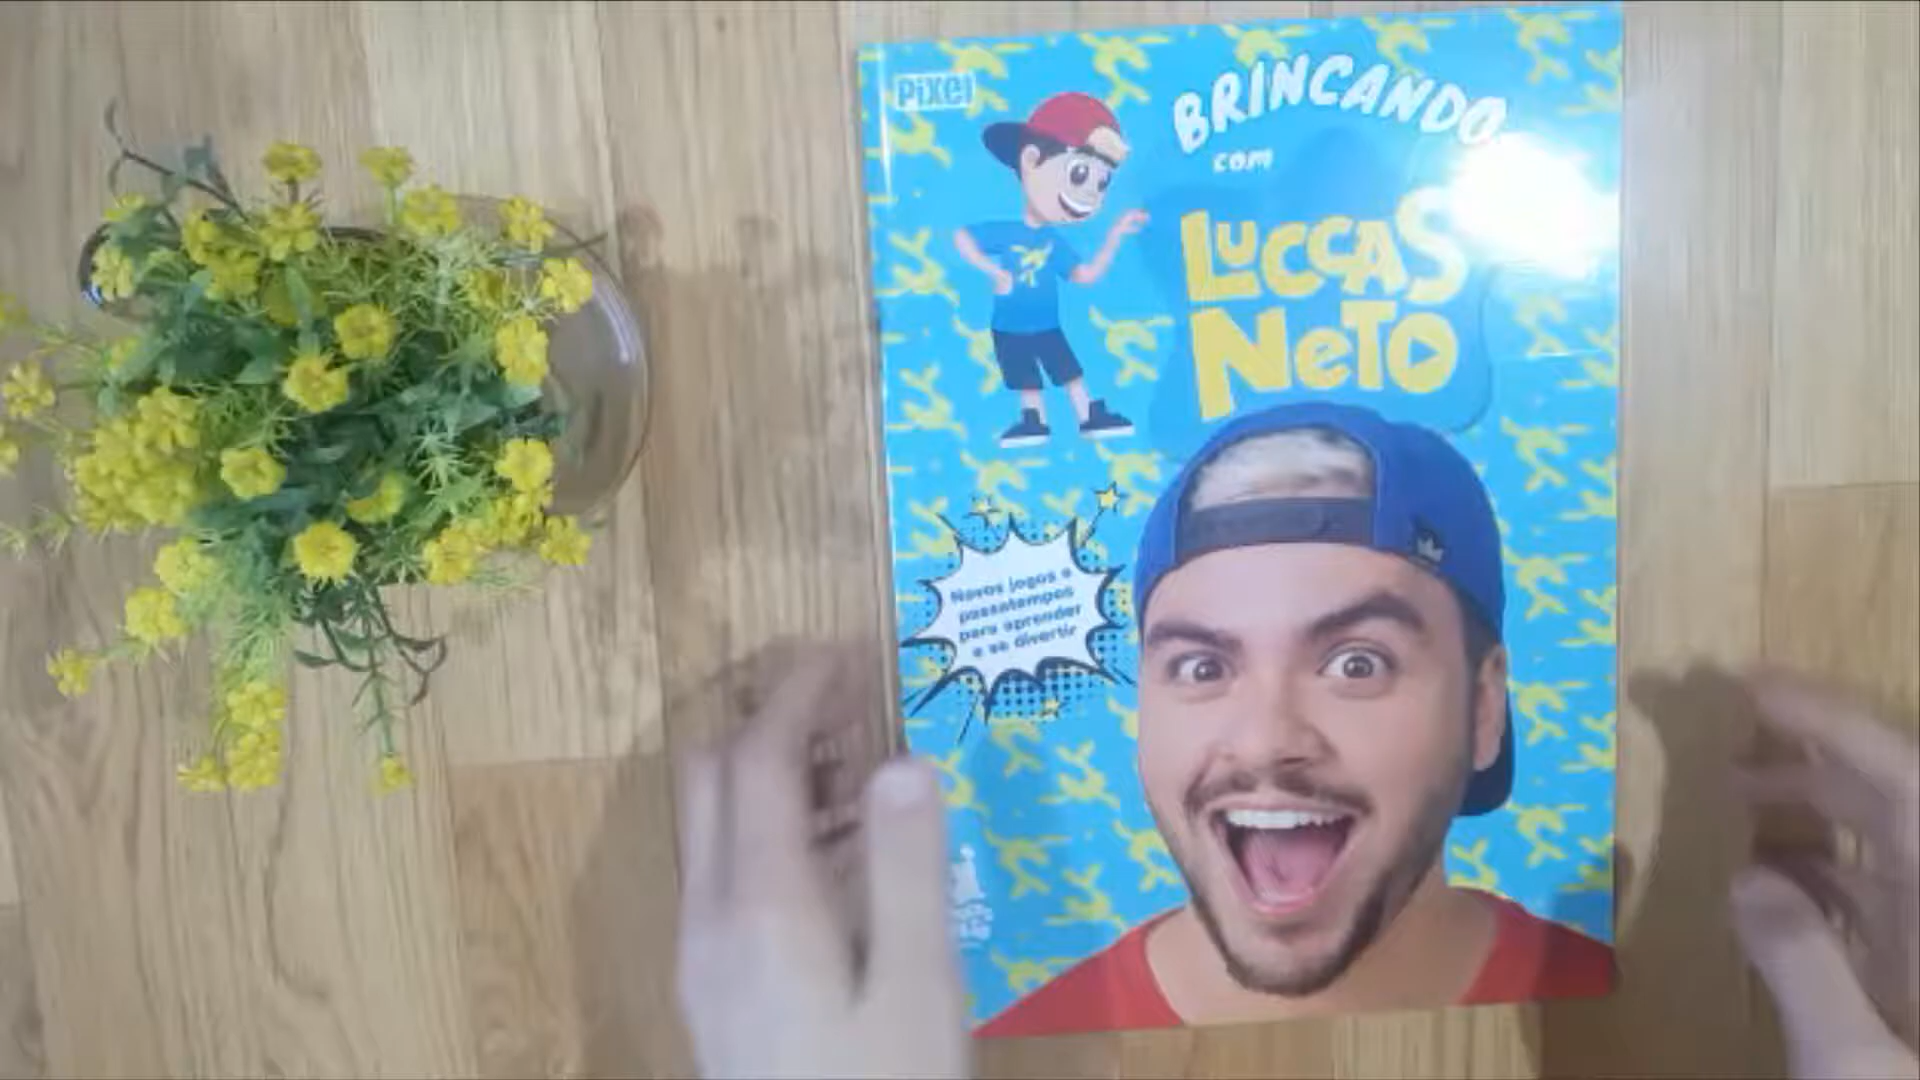 PiXel
BRINCANDO
com
LUCCAS
NeTO
Novos jogos e
passatempos
para aprender
e se divertir